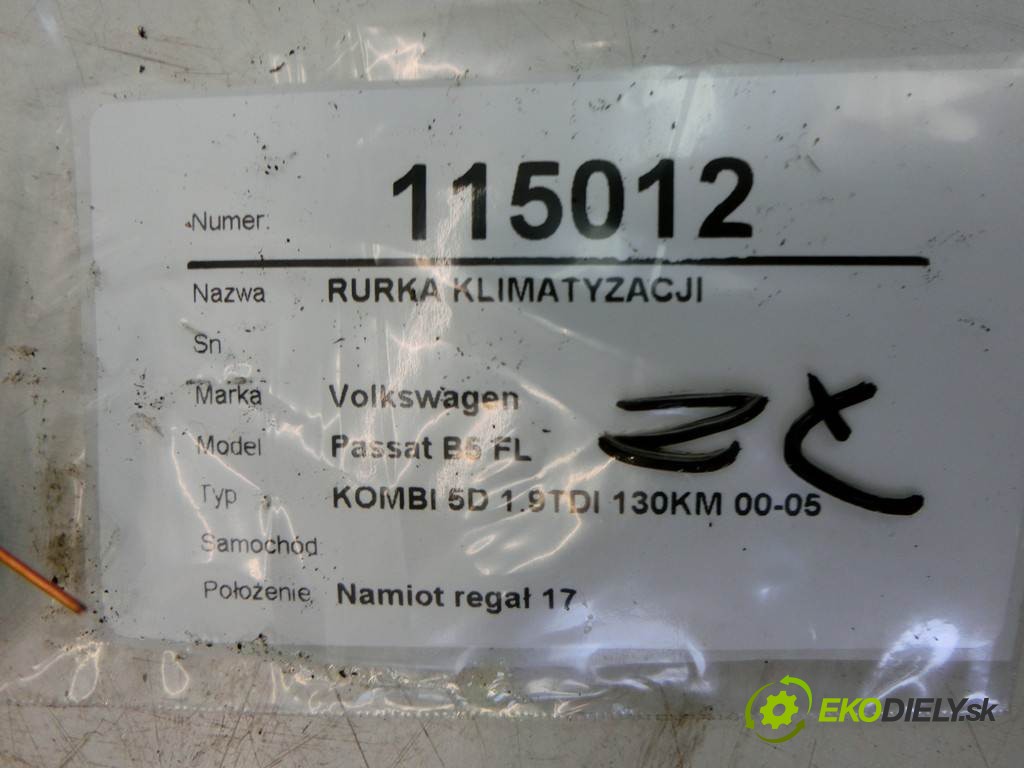 Numer: 115012
Nazwa RURKA KLIMATYZACJI
Sn
Marka Volkswagen
Model Passat B5 FL
Typ KOMBI 5D 1.9TDI 130KM 00-05
Samochód
Położenie Namiot regał 17
EKODIELY.sk